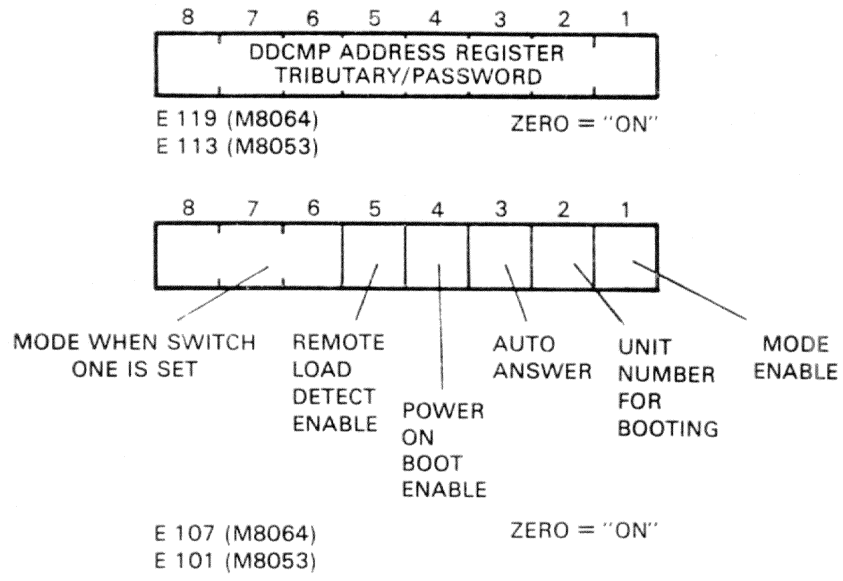 8 7 6 5 4 3 2 1
DDCMP ADDRESS REGISTER
TRIBUTARY/PASSWORD
E 119 (M8064) ZERO = "ON"
E 113 (M8053)
8 7 6 5 4 3 2 1
MODE WHEN SWITCH
ONE IS SET
REMOTE
LOAD
DETECT
ENABLE
POWER
ON
BOOT
ENABLE
AUTO
ANSWER
UNIT
NUMBER
FOR
BOOTING
MODE
ENABLE
E 107 (M8064) ZERO = "ON"
E 101 (M8053)